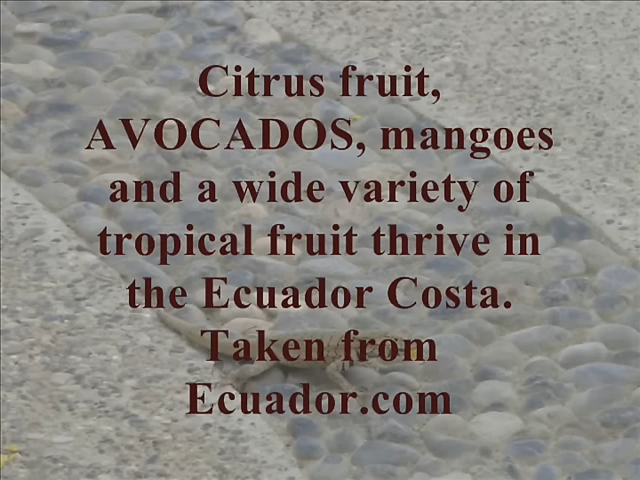 Citrus fruit,
AVOCADOS, mangoes
and a wide variety of
tropical fruit thrive in
the Ecuador Costa.
Taken from
Ecuador.com